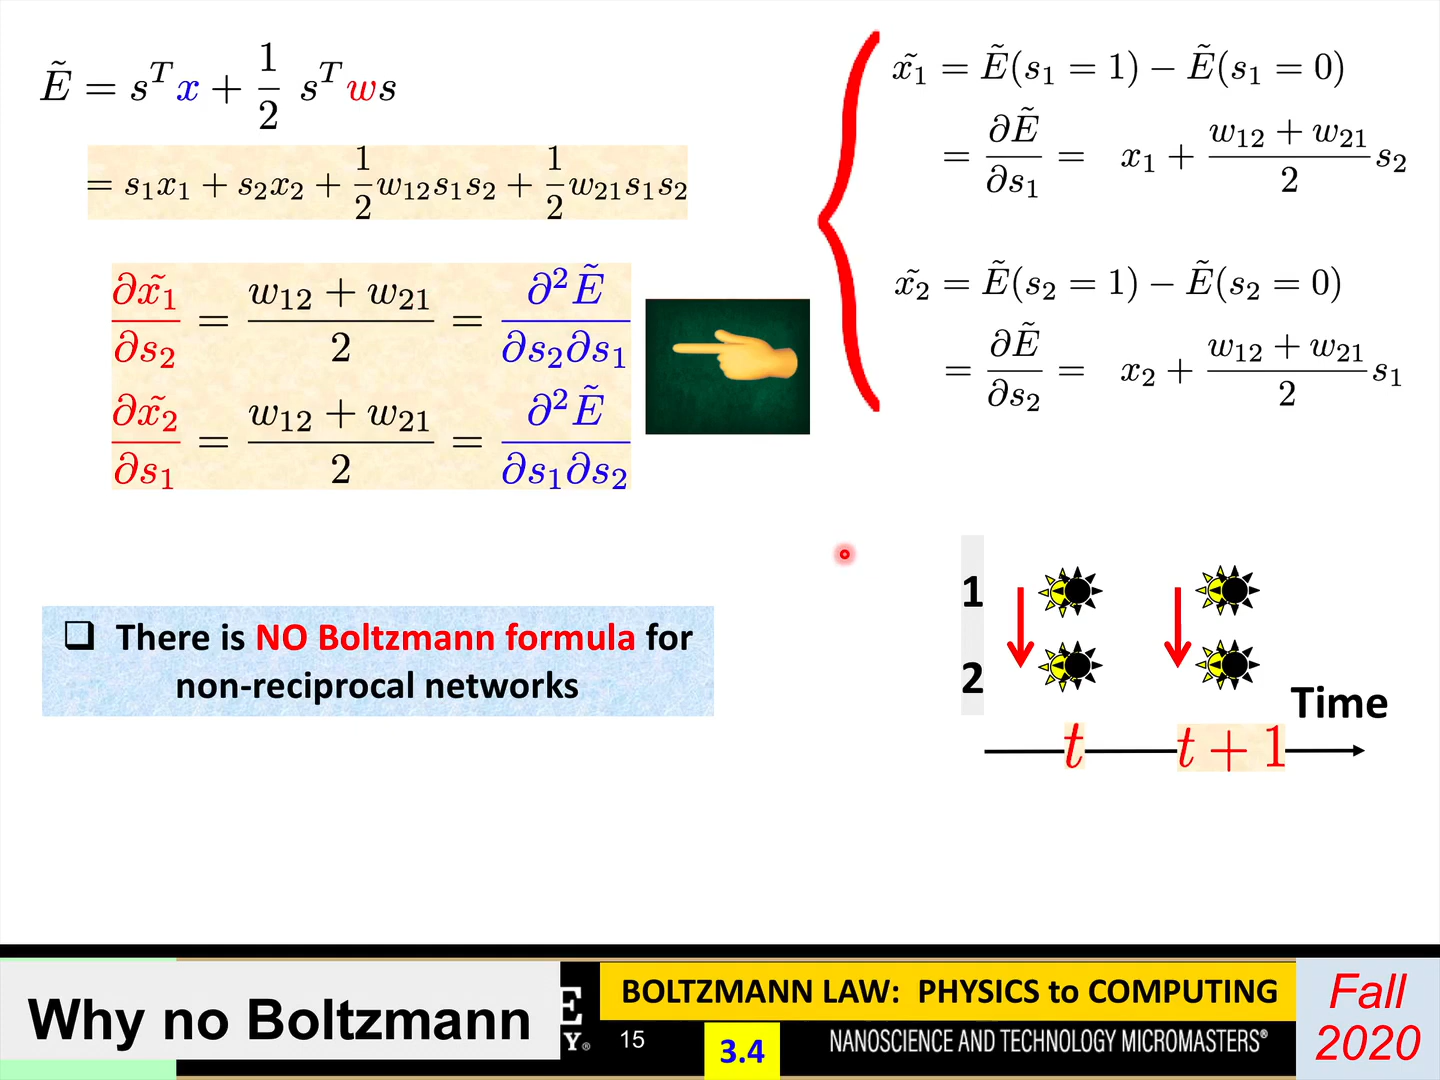 Ẽ = s^T x + 1/2 s^T w s
= s₁x₁ + s₂x₂ + 1/2 w₁₂s₁s₂ + 1/2 w₂₁s₁s₂
∂x̃₁/∂s₂ = (w₁₂ + w₂₁)/2 = ∂²Ẽ/∂s₂∂s₁
∂x̃₂/∂s₁ = (w₁₂ + w₂₁)/2 = ∂²Ẽ/∂s₁∂s₂
x̃₁ = Ẽ(s₁ = 1) − Ẽ(s₁ = 0)
= ∂Ẽ/∂s₁ = x₁ + (w₁₂ + w₂₁)/2 s₂
x̃₂ = Ẽ(s₂ = 1) − Ẽ(s₂ = 0)
= ∂Ẽ/∂s₂ = x₂ + (w₁₂ + w₂₁)/2 s₁
❑ There is NO Boltzmann formula for
non-reciprocal networks
1
2
Time
t t + 1
Why no Boltzmann
15
BOLTZMANN LAW: PHYSICS to COMPUTING
3.4
NANOSCIENCE AND TECHNOLOGY MICROMASTERS®
Fall
2020